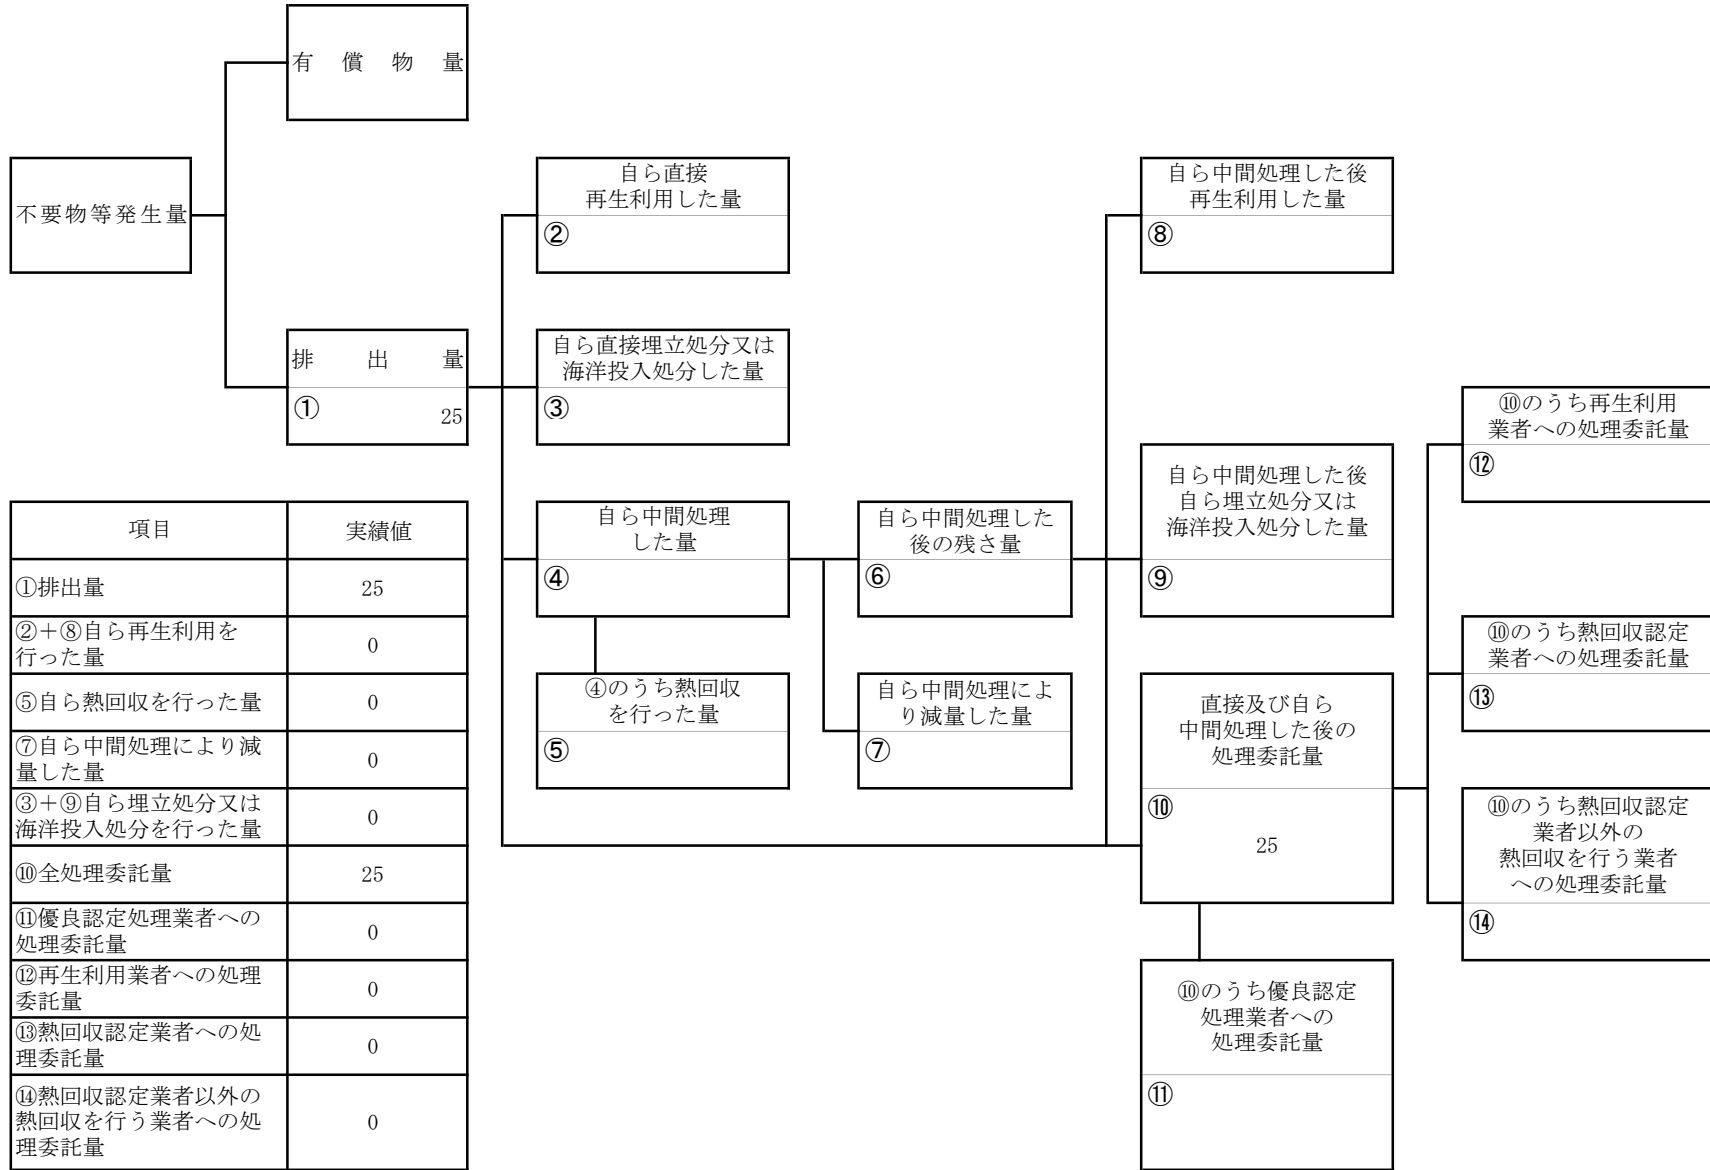 有償物量
不要物等発生量
自ら直接
再生利用した量
②
自ら中間処理した後
再生利用した量
⑧
排出量
① 25
自ら直接埋立処分又は
海洋投入処分した量
③
⑩のうち再生利用
業者への処理委託量
⑫
自ら中間処理した後
自ら埋立処分又は
海洋投入処分した量
⑨
自ら中間処理
した量
④
自ら中間処理した
後の残さ量
⑥
⑩のうち熱回収認定
業者への処理委託量
⑬
④のうち熱回収
を行った量
⑤
自ら中間処理によ
り減量した量
⑦
直接及び自ら
中間処理した後の
処理委託量
⑩
25
⑩のうち熱回収認定
業者以外の
熱回収を行う業者
への処理委託量
⑭
⑩のうち優良認定
処理業者への
処理委託量
⑪
項目 実績値
①排出量 25
②＋⑧自ら再生利用を
行った量 0
⑤自ら熱回収を行った量 0
⑦自ら中間処理により減
量した量 0
③＋⑨自ら埋立処分又は
海洋投入処分を行った量 0
⑩全処理委託量 25
⑪優良認定処理業者への
処理委託量 0
⑫再生利用業者への処理
委託量 0
⑬熱回収認定業者への処
理委託量 0
⑭熱回収認定業者以外の
熱回収を行う業者への処
理委託量 0